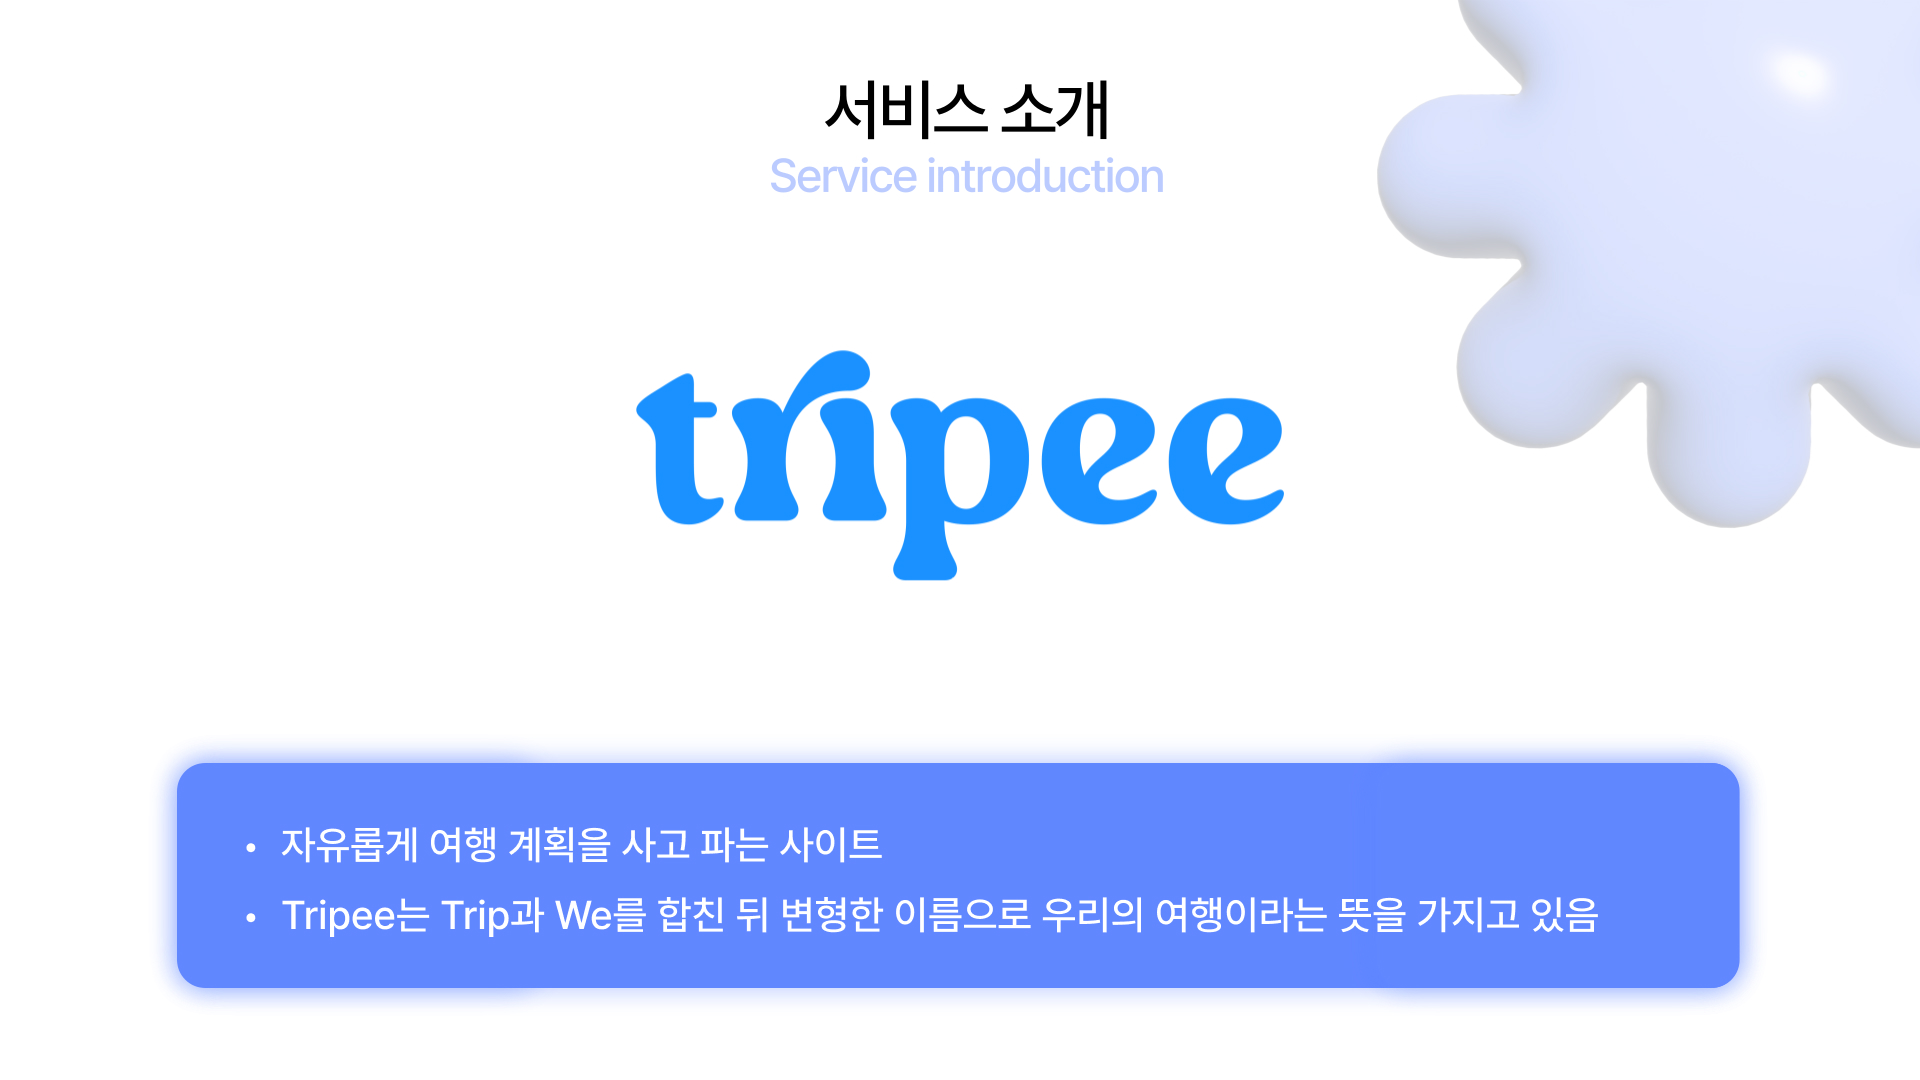 서비스 소개
Service introduction
tripee
• 자유롭게 여행 계획을 사고 파는 사이트
• Tripee는 Trip과 We를 합친 뒤 변형한 이름으로 우리의 여행이라는 뜻을 가지고 있음